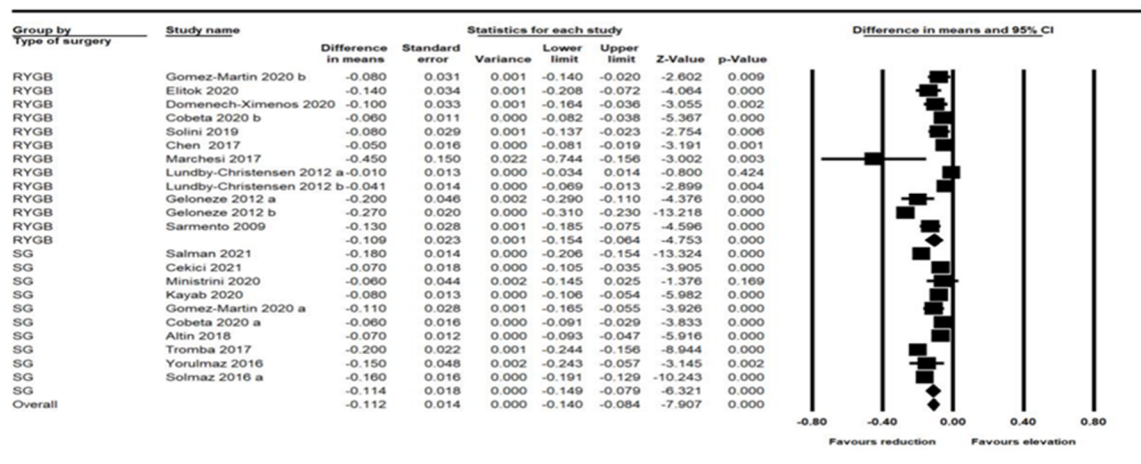 Group by Study name Statistics for each study Difference in means and 95% CI
Type of surgery
Difference in means Standard error Variance Lower limit Upper limit Z-Value p-Value
RYGB Gomez-Martin 2020 b -0.080 0.031 0.001 -0.140 -0.020 -2.602 0.009
RYGB Elitok 2020 -0.140 0.034 0.001 -0.208 -0.072 -4.064 0.000
RYGB Domenech-Ximenos 2020 -0.100 0.033 0.001 -0.164 -0.036 -3.055 0.002
RYGB Cobeta 2020 b -0.060 0.011 0.000 -0.082 -0.038 -5.367 0.000
RYGB Solini 2019 -0.080 0.029 0.001 -0.137 -0.023 -2.754 0.006
RYGB Chen 2017 -0.050 0.016 0.000 -0.081 -0.019 -3.191 0.001
RYGB Marchesi 2017 -0.450 0.150 0.022 -0.744 -0.156 -3.002 0.003
RYGB Lundby-Christensen 2012 a -0.010 0.013 0.000 -0.034 0.014 -0.800 0.424
RYGB Lundby-Christensen 2012 b -0.041 0.014 0.000 -0.069 -0.013 -2.899 0.004
RYGB Geloneze 2012 a -0.200 0.046 0.002 -0.290 -0.110 -4.376 0.000
RYGB Geloneze 2012 b -0.270 0.020 0.000 -0.310 -0.230 -13.218 0.000
RYGB Sarmento 2009 -0.130 0.028 0.001 -0.185 -0.075 -4.596 0.000
RYGB -0.109 0.023 0.001 -0.154 -0.064 -4.753 0.000
SG Salman 2021 -0.180 0.014 0.000 -0.206 -0.154 -13.324 0.000
SG Cekici 2021 -0.070 0.018 0.000 -0.105 -0.035 -3.905 0.000
SG Ministrini 2020 -0.060 0.044 0.002 -0.145 0.025 -1.376 0.169
SG Kayab 2020 -0.080 0.013 0.000 -0.106 -0.054 -5.982 0.000
SG Gomez-Martin 2020 a -0.110 0.028 0.001 -0.165 -0.055 -3.926 0.000
SG Cobeta 2020 a -0.060 0.016 0.000 -0.091 -0.029 -3.833 0.000
SG Altin 2018 -0.070 0.012 0.000 -0.093 -0.047 -5.916 0.000
SG Tromba 2017 -0.200 0.022 0.001 -0.244 -0.156 -8.944 0.000
SG Yorulmaz 2016 -0.150 0.048 0.002 -0.243 -0.057 -3.145 0.002
SG Solmaz 2016 a -0.160 0.016 0.000 -0.191 -0.129 -10.243 0.000
SG -0.114 0.018 0.000 -0.149 -0.079 -6.321 0.000
Overall -0.112 0.014 0.000 -0.140 -0.084 -7.907 0.000
-0.80 -0.40 0.00 0.40 0.80
Favours reduction Favours elevation